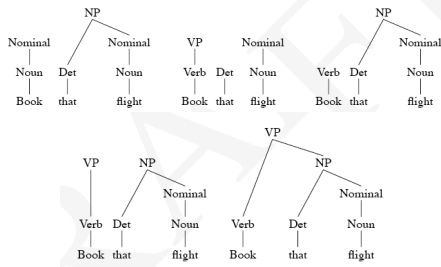 NP NP
Nominal Nominal VP Nominal Nominal
Noun Det Noun Verb Det Noun Verb Det Noun
Book that flight Book that flight Book that flight
VP
VP NP NP
Nominal Nominal
Verb Det Noun Verb Det Noun
Book that flight Book that flight